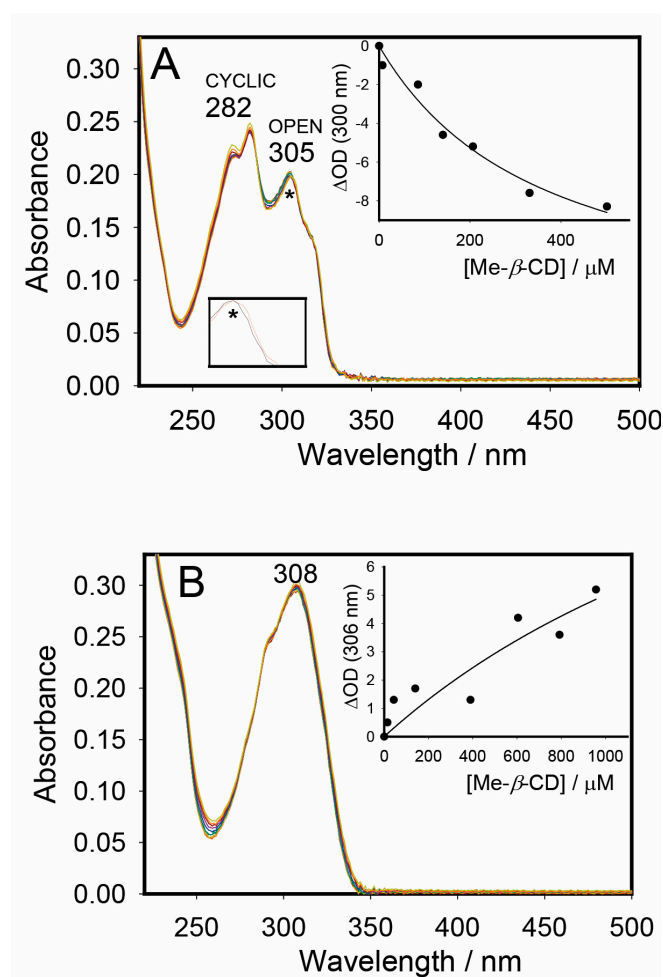 A
CYCLIC
282
OPEN
305
*
*
Absorbance
0.30
0.25
0.20
0.15
0.10
0.05
0.00
250 300 350 400 450 500
Wavelength / nm
ΔOD (300 nm)
0
-2
-4
-6
-8
0 200 400
[Me-β-CD] / μM
B
308
Absorbance
0.30
0.25
0.20
0.15
0.10
0.05
0.00
250 300 350 400 450 500
Wavelength / nm
ΔOD (306 nm)
6
5
4
3
2
1
0
0 200 400 600 800 1000
[Me-β-CD] / μM